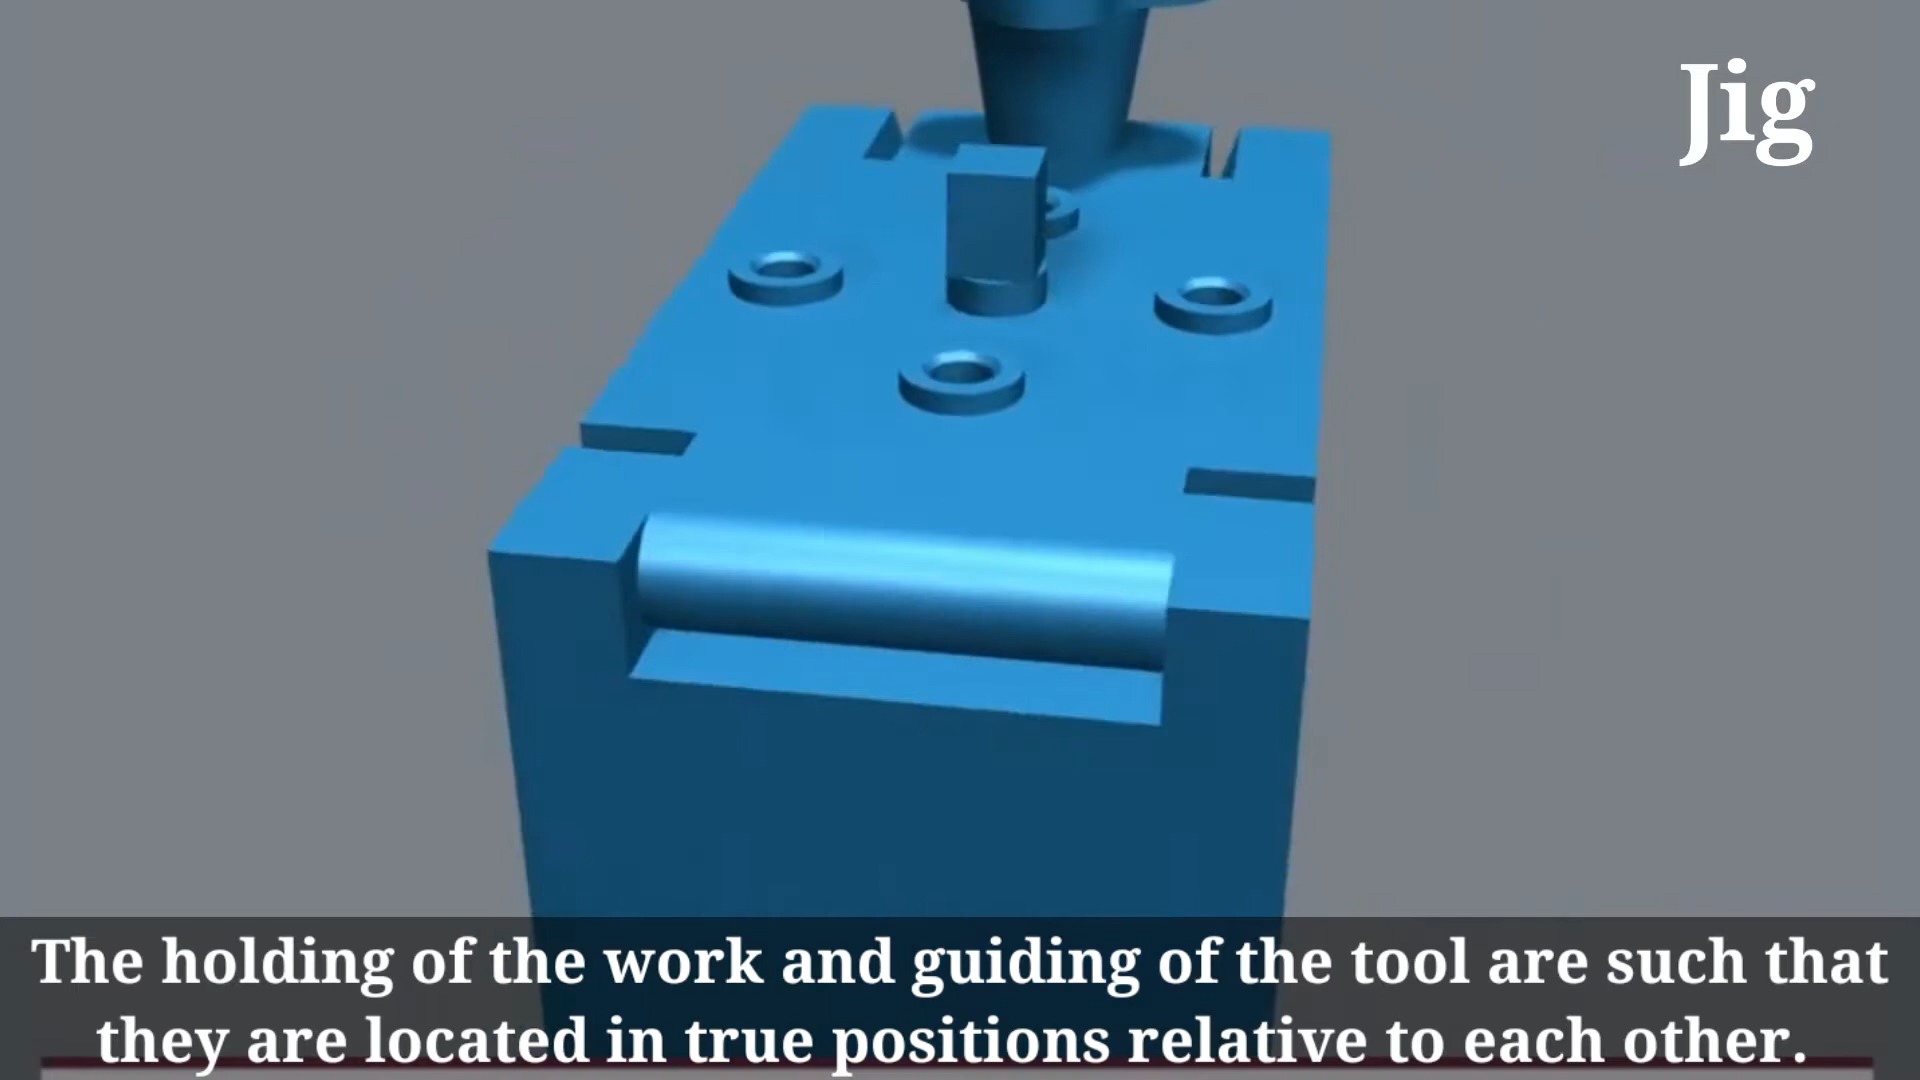 Jig
The holding of the work and guiding of the tool are such that
they are located in true positions relative to each other.